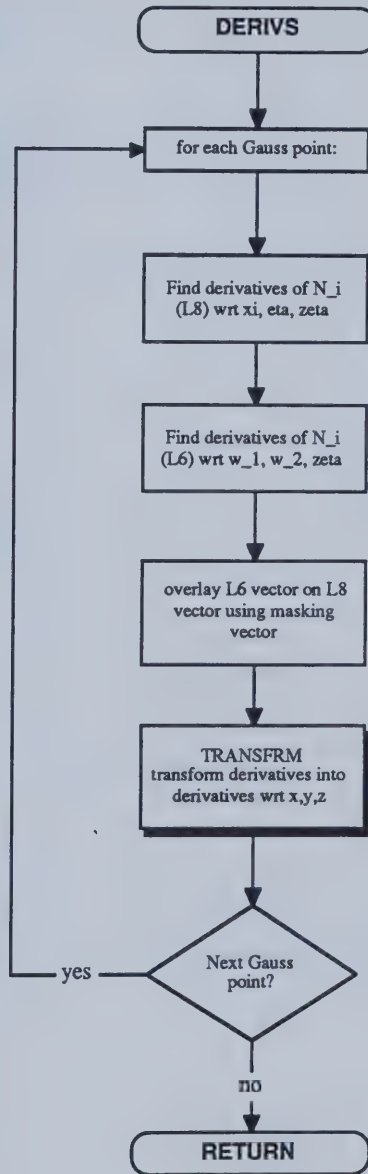 DERIVS
for each Gauss point:
Find derivatives of N_i
(L8) wrt xi, eta, zeta
Find derivatives of N_i
(L6) wrt w_1, w_2, zeta
overlay L6 vector on L8
vector using masking
vector
TRANSFRM
transform derivatives into
derivatives wrt x,y,z
Next Gauss
point?
yes
no
RETURN